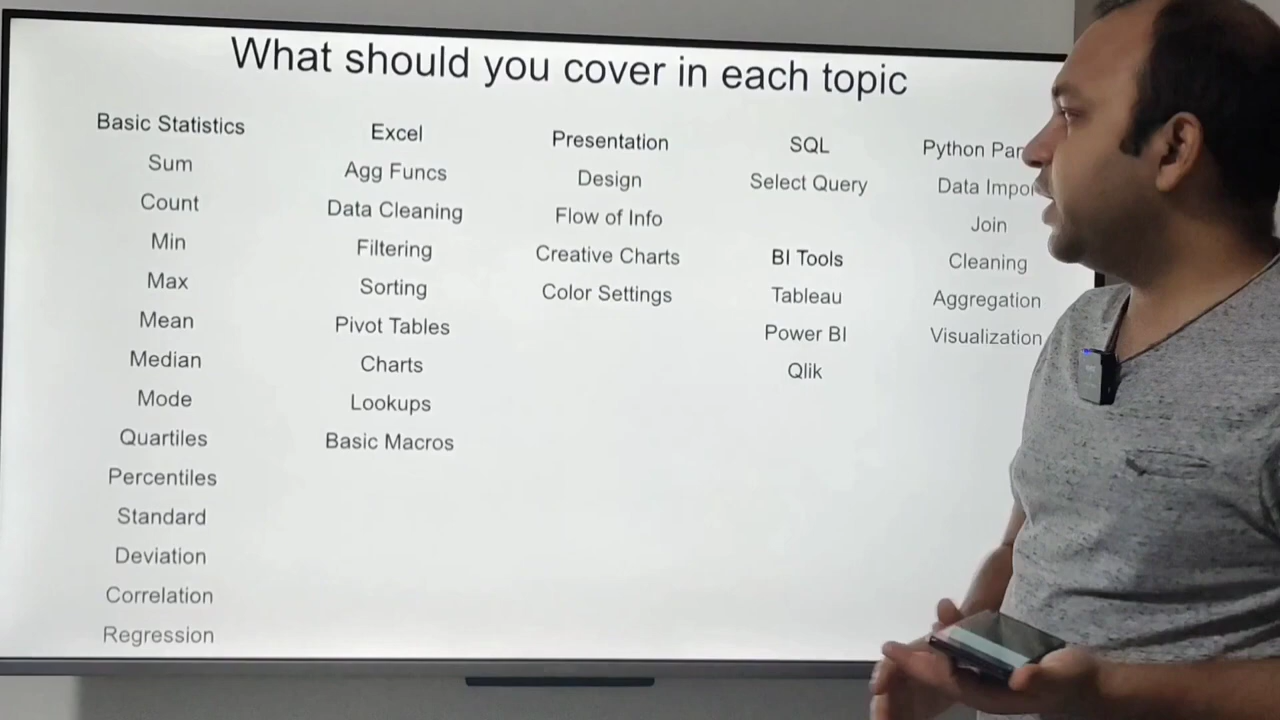 What should you cover in each topic
Basic Statistics
Sum
Count
Min
Max
Mean
Median
Mode
Quartiles
Percentiles
Standard
Deviation
Correlation
Regression
Excel
Agg Funcs
Data Cleaning
Filtering
Sorting
Pivot Tables
Charts
Lookups
Basic Macros
Presentation
Design
Flow of Info
Creative Charts
Color Settings
SQL
Select Query
BI Tools
Tableau
Power BI
Qlik
Python
Data
Join
Cleaning
Aggregation
Visualization